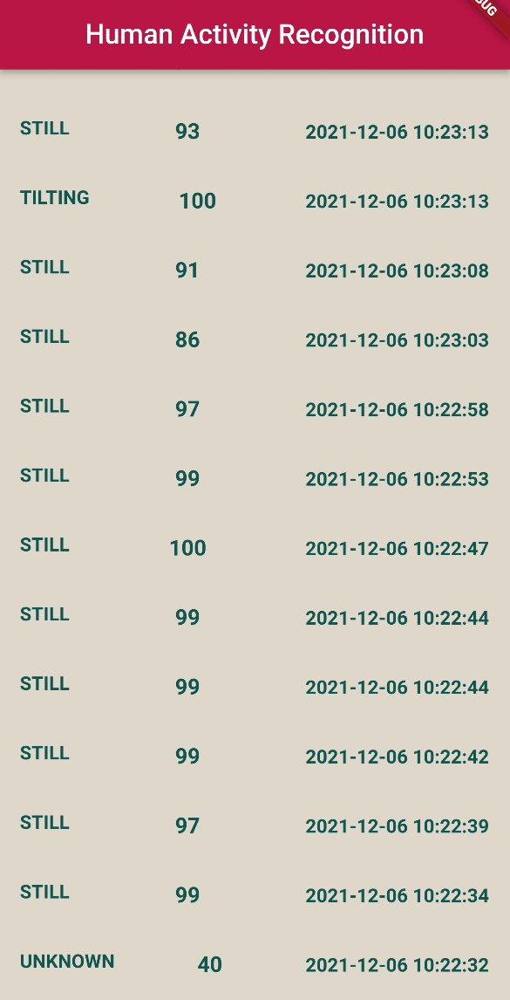 Human Activity Recognition
STILL 93 2021-12-06 10:23:13
TILTING 100 2021-12-06 10:23:13
STILL 91 2021-12-06 10:23:08
STILL 86 2021-12-06 10:23:03
STILL 97 2021-12-06 10:22:58
STILL 99 2021-12-06 10:22:53
STILL 100 2021-12-06 10:22:47
STILL 99 2021-12-06 10:22:44
STILL 99 2021-12-06 10:22:44
STILL 99 2021-12-06 10:22:42
STILL 97 2021-12-06 10:22:39
STILL 99 2021-12-06 10:22:34
UNKNOWN 40 2021-12-06 10:22:32